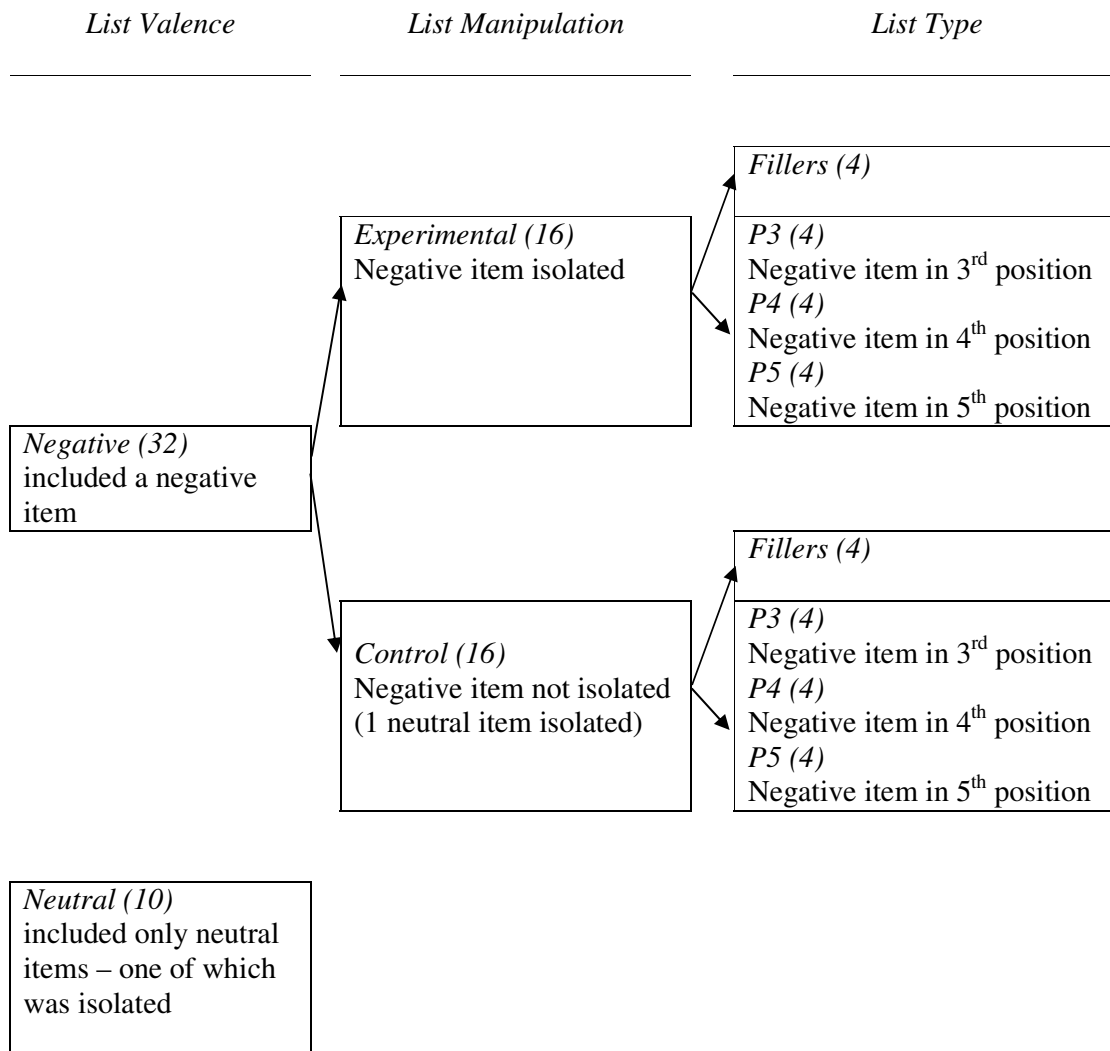 List Valence
List Manipulation
List Type
Fillers (4)
Experimental (16)
Negative item isolated
P3 (4)
Negative item in 3rd position
P4 (4)
Negative item in 4th position
P5 (4)
Negative item in 5th position
Negative (32)
included a negative
item
Fillers (4)
Control (16)
Negative item not isolated
(1 neutral item isolated)
P3 (4)
Negative item in 3rd position
P4 (4)
Negative item in 4th position
P5 (4)
Negative item in 5th position
Neutral (10)
included only neutral
items – one of which
was isolated